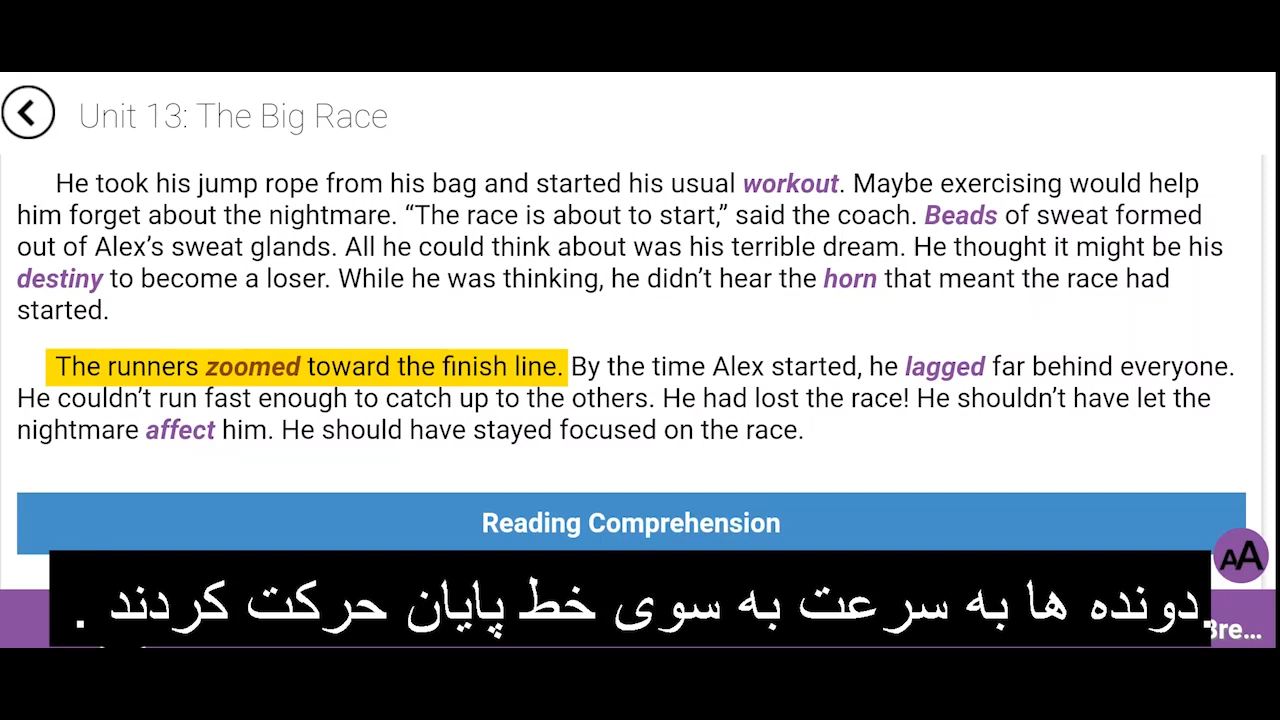 Unit 13: The Big Race
He took his jump rope from his bag and started his usual workout. Maybe exercising would help
him forget about the nightmare. “The race is about to start,” said the coach. Beads of sweat formed
out of Alex’s sweat glands. All he could think about was his terrible dream. He thought it might be his
destiny to become a loser. While he was thinking, he didn’t hear the horn that meant the race had
started.
The runners zoomed toward the finish line. By the time Alex started, he lagged far behind everyone.
He couldn’t run fast enough to catch up to the others. He had lost the race! He shouldn’t have let the
nightmare affect him. He should have stayed focused on the race.
Reading Comprehension
AA
دونده ها به سرعت به سوی خط پایان حرکت کردند .
Bre...